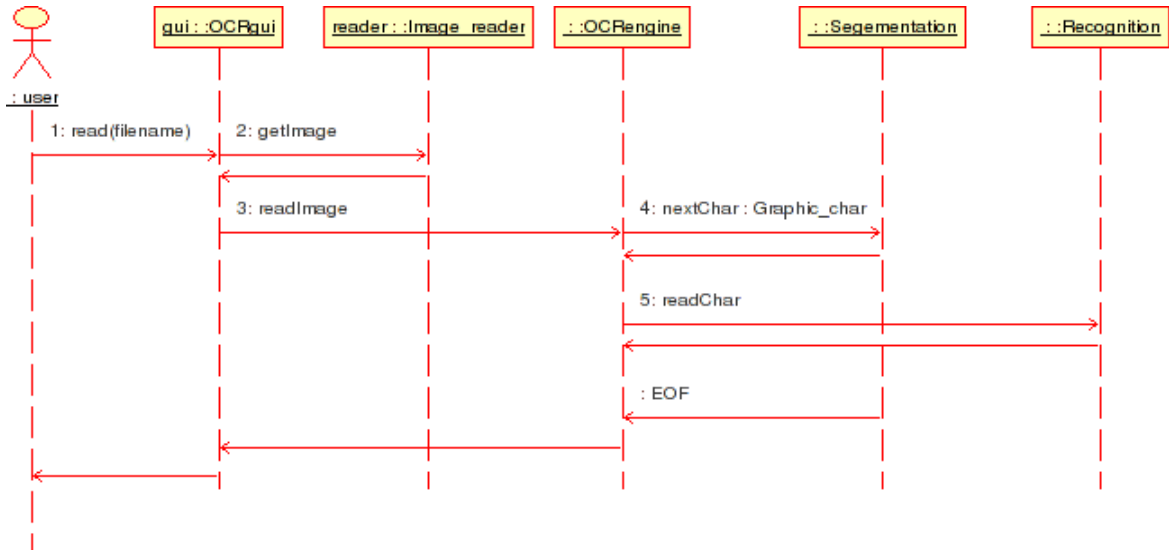 gui : :OCRgui
reader : :Image_reader
: :OCRengine
: :Segementation
: :Recognition
: user
1: read(filename)
2: getImage
3: readImage
4: nextChar : Graphic_char
5: readChar
: EOF